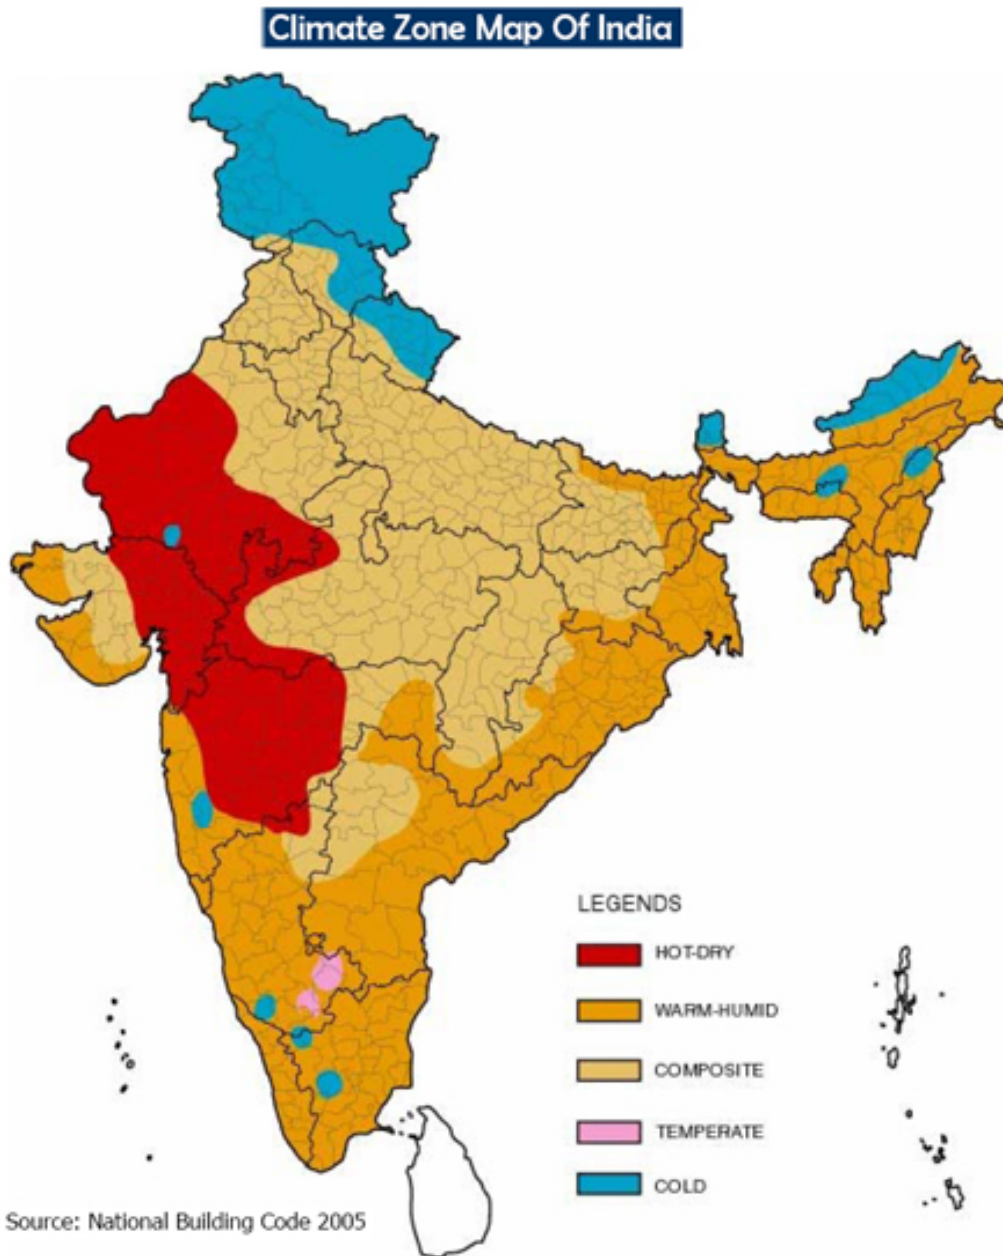 Climate Zone Map Of India
LEGENDS
HOT-DRY
WARM-HUMID
COMPOSITE
TEMPERATE
COLD
Source: National Building Code 2005